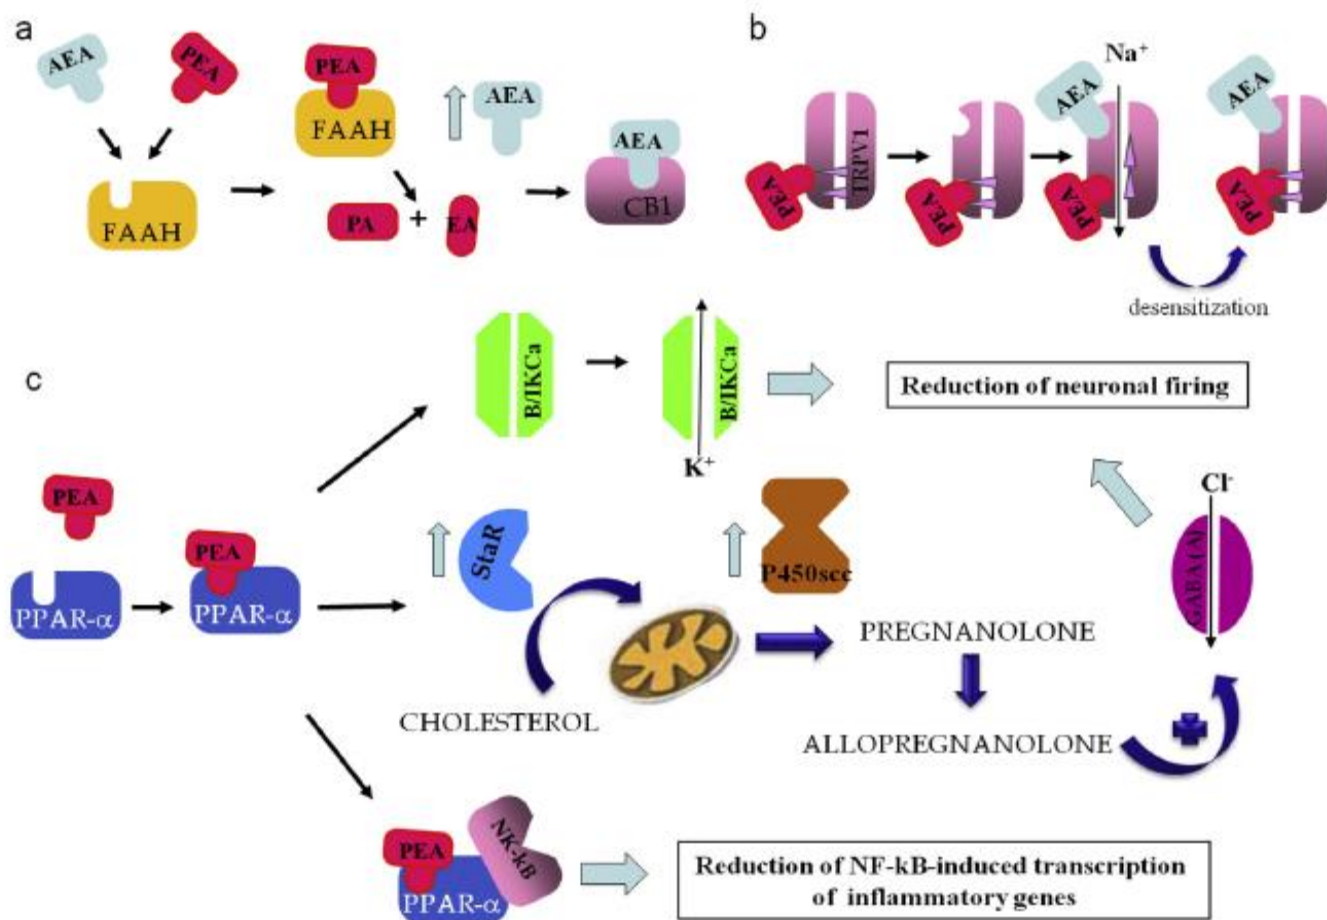 a
AEA
PEA
FAAH
PEA
FAAH
PA
+
EA
AEA
AEA
CB1
b
PEA
TRPV1
PEA
Na⁺
AEA
PEA
desensitization
AEA
PEA
c
PEA
PPAR-α
PEA
PPAR-α
B/IKCa
B/IKCa
K⁺
Reduction of neuronal firing
StaR
CHOLESTEROL
P450scc
PREGNANOLONE
ALLOPREGNANOLONE
Cl⁻
GABA (A)
PEA
PPAR-α
NK-kB
Reduction of NF-kB-induced transcription
of inflammatory genes